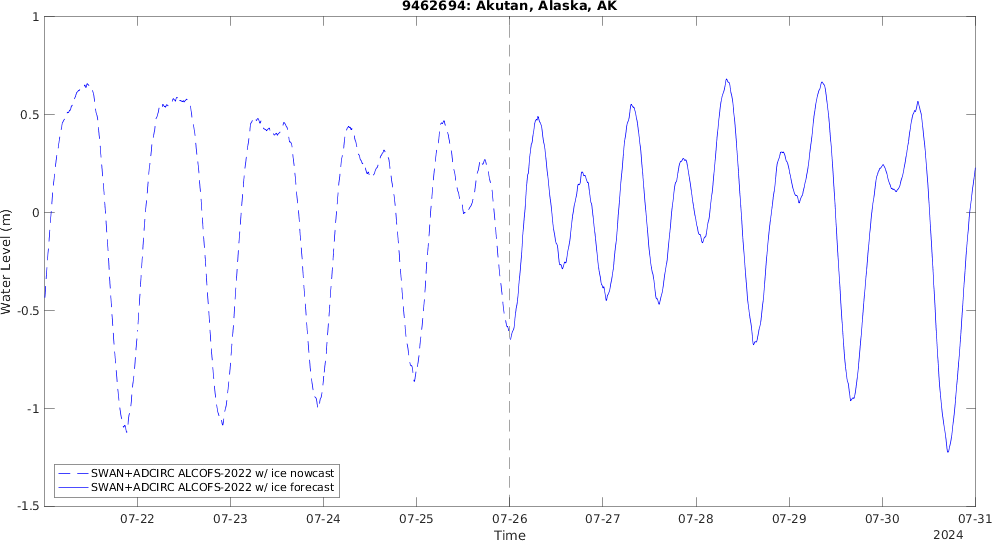 9462694: Akutan, Alaska, AK
1
0.5
0
-0.5
-1
-1.5
Water Level (m)
SWAN+ADCIRC ALCOFS-2022 w/ ice nowcast
SWAN+ADCIRC ALCOFS-2022 w/ ice forecast
07-22 07-23 07-24 07-25 07-26 07-27 07-28 07-29 07-30 07-31
Time
2024